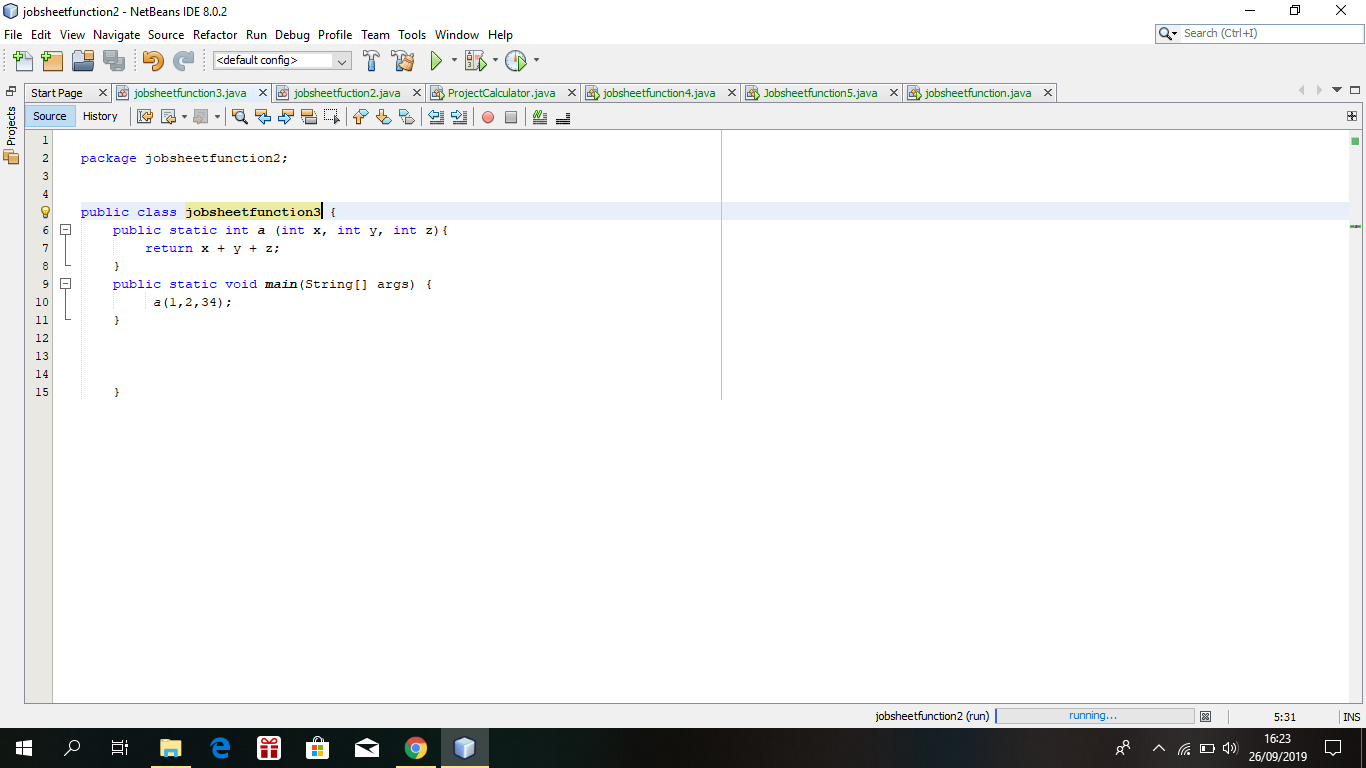 jobsheetfunction2 - NetBeans IDE 8.0.2
File Edit View Navigate Source Refactor Run Debug Profile Team Tools Window Help
Search (Ctrl+I)
<default config>
Start Page jobsheetfunction3.java jobsheetfuction2.java ProjectCalculator.java jobsheetfunction4.java Jobsheetfunction5.java jobsheetfunction.java
Projects
Source History
1
2 package jobsheetfunction2;
3
4
public class jobsheetfunction3 {
6 public static int a (int x, int y, int z){
7 return x + y + z;
8 }
9 public static void main(String[] args) {
10 a(1,2,34);
11 }
12
13
14
15 }
jobsheetfunction2 (run) running... 5:31 INS
16:23
26/09/2019